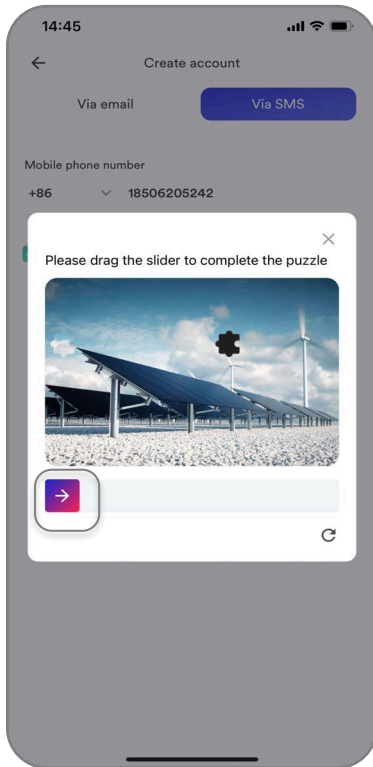 14:45
Create account
Via email
Via SMS
Mobile phone number
+86 18506205242
Please drag the slider to complete the puzzle